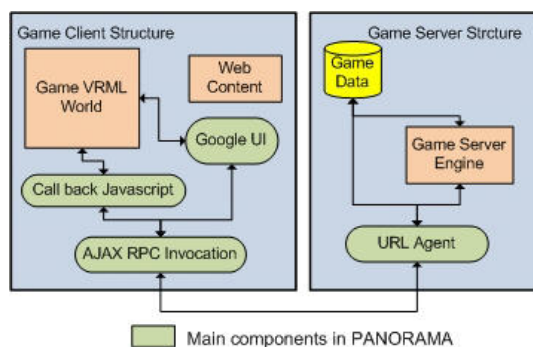 Game Client Structure
Game VRML
World
Web
Content
Google UI
Call back Javascript
AJAX RPC Invocation
Game Server Strcture
Game
Data
Game Server
Engine
URL Agent
Main components in PANORAMA